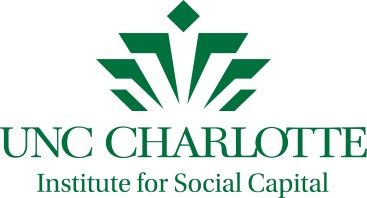 UNC CHARLOTTE
Institute for Social Capital